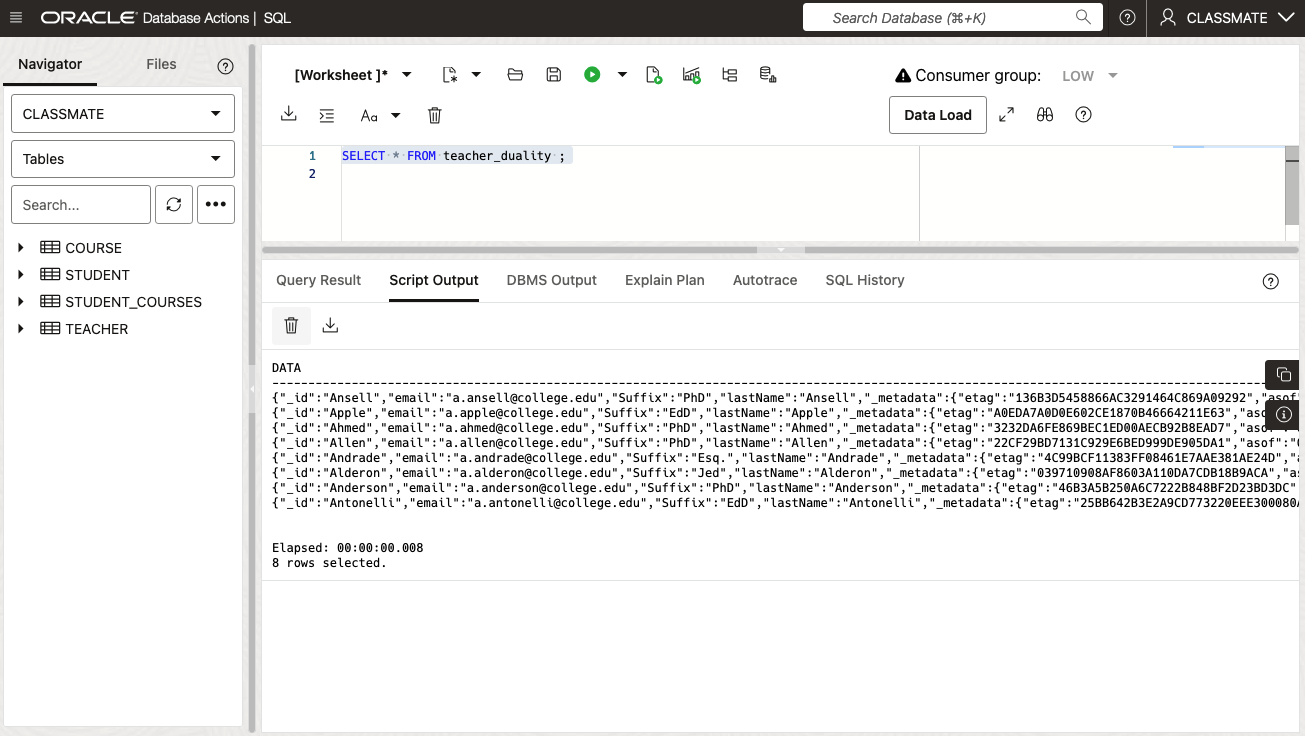 ORACLE Database Actions | SQL
Search Database (⌘+K)
CLASSMATE
Navigator
Files
CLASSMATE
Tables
Search...
COURSE
STUDENT
STUDENT_COURSES
TEACHER
[Worksheet ]*
Consumer group: LOW
Aa
Data Load
1 SELECT * FROM teacher_duality ;
2
Query Result
Script Output
DBMS Output
Explain Plan
Autotrace
SQL History
DATA
{"_id":"Ansell","email":"a.ansell@college.edu","Suffix":"PhD","lastName":"Ansell","_metadata":{"etag":"136B3D5458866AC3291464C869A09292","asof"
{"_id":"Apple","email":"a.apple@college.edu","Suffix":"EdD","lastName":"Apple","_metadata":{"etag":"A0EDA7A0D0E602CE1870B46664211E63","aso
{"_id":"Ahmed","email":"a.ahmed@college.edu","Suffix":"PhD","lastName":"Ahmed","_metadata":{"etag":"3232DA6FE869BEC1ED00AECB92B8EAD7","asof"
{"_id":"Allen","email":"a.allen@college.edu","Suffix":"PhD","lastName":"Allen","_metadata":{"etag":"22CF29BD7131C929E6BED999DE905DA1","asof":"
{"_id":"Andrade","email":"a.andrade@college.edu","Suffix":"Esq.","lastName":"Andrade","_metadata":{"etag":"4C99BCF11383FF08461E7AAE381AE24D","a
{"_id":"Alderon","email":"a.alderon@college.edu","Suffix":"Jed","lastName":"Alderon","_metadata":{"etag":"039710908AF8603A110DA7CDB18B9ACA","as
{"_id":"Anderson","email":"a.anderson@college.edu","Suffix":"PhD","lastName":"Anderson","_metadata":{"etag":"46B3A5B250A6C7222B848BF2D23BD3DC"
{"_id":"Antonelli","email":"a.antonelli@college.edu","Suffix":"EdD","lastName":"Antonelli","_metadata":{"etag":"25BB642B3E2A9CD773220EEE300080
Elapsed: 00:00:00.008
8 rows selected.